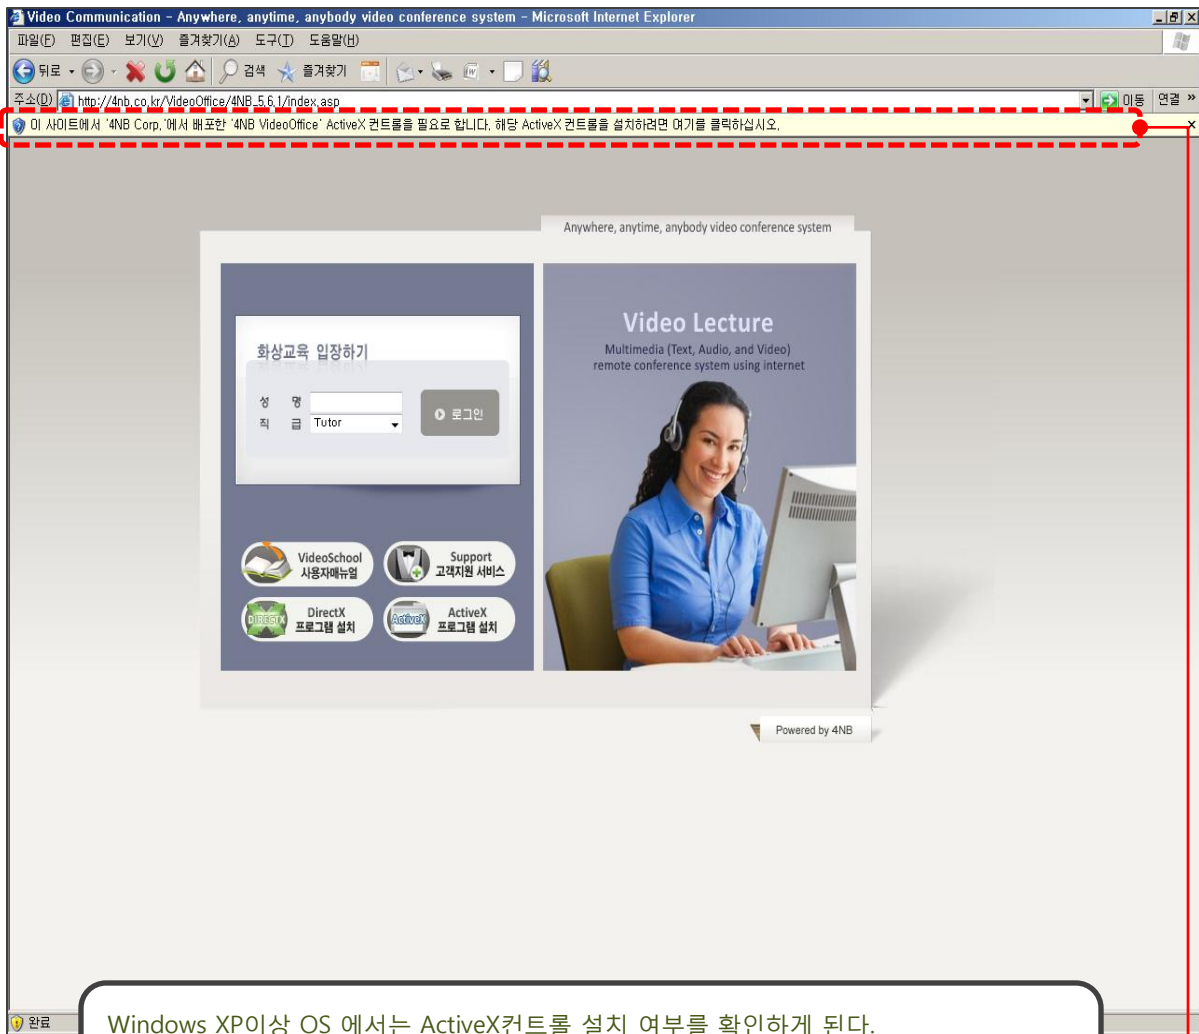 Video Communication - Anywhere, anytime, anybody video conference system - Microsoft Internet Explorer
파일(F) 편집(E) 보기(V) 즐겨찾기(A) 도구(T) 도움말(H)
뒤로 검색 즐겨찾기
주소(D) http://4nb.co.kr/VideoOffice/4NB_5.6.1/index.asp 이동 연결 »
이 사이트에서 '4NB Corp.'에서 배포한 '4NB VideoOffice' ActiveX 컨트롤을 필요로 합니다. 해당 ActiveX 컨트롤을 설치하려면 여기를 클릭하십시오.
Anywhere, anytime, anybody video conference system
화상교육 입장하기
성 명
직 급 Tutor
로그인
VideoSchool
사용자매뉴얼
Support
고객지원 서비스
DIRECTX
DirectX
프로그램 설치
ActiveX
ActiveX
프로그램 설치
Video Lecture
Multimedia (Text, Audio, and Video)
remote conference system using internet
Powered by 4NB
완료
Windows XP이상 OS 에서는 ActiveX컨트롤 설치 여부를 확인하게 된다.